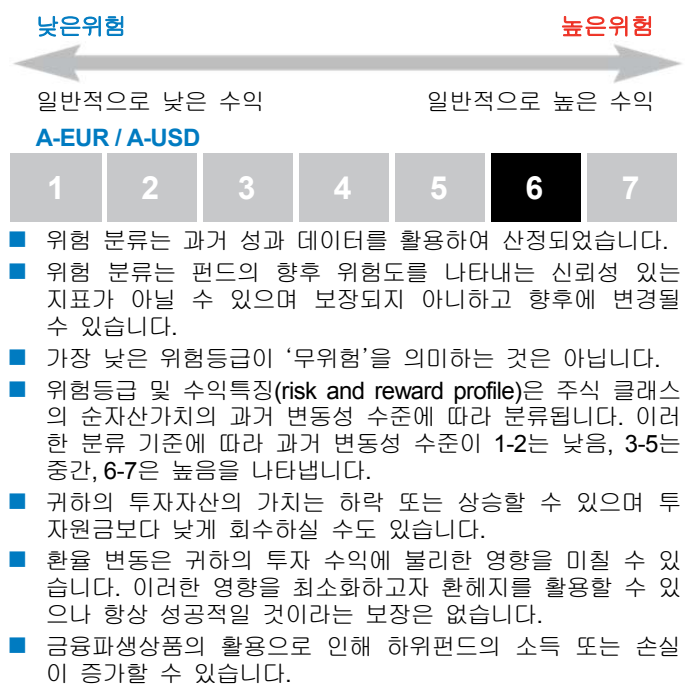 낮은위험 높은위험
일반적으로 낮은 수익 일반적으로 높은 수익
A-EUR / A-USD
1 2 3 4 5 6 7
■ 위험 분류는 과거 성과 데이터를 활용하여 산정되었습니다.
■ 위험 분류는 펀드의 향후 위험도를 나타내는 신뢰성 있는
지표가 아닐 수 있으며 보장되지 아니하고 향후에 변경될
수 있습니다.
■ 가장 낮은 위험등급이 ‘무위험’을 의미하는 것은 아닙니다.
■ 위험등급 및 수익특징(risk and reward profile)은 주식 클래스
의 순자산가치의 과거 변동성 수준에 따라 분류됩니다. 이러
한 분류 기준에 따라 과거 변동성 수준이 1-2는 낮음, 3-5는
중간, 6-7은 높음을 나타냅니다.
■ 귀하의 투자자산의 가치는 하락 또는 상승할 수 있으며 투
자원금보다 낮게 회수하실 수도 있습니다.
■ 환율 변동은 귀하의 투자 수익에 불리한 영향을 미칠 수 있
습니다. 이러한 영향을 최소화하고자 환헤지를 활용할 수 있
으나 항상 성공적일 것이라는 보장은 없습니다.
■ 금융파생상품의 활용으로 인해 하위펀드의 소득 또는 손실
이 증가할 수 있습니다.